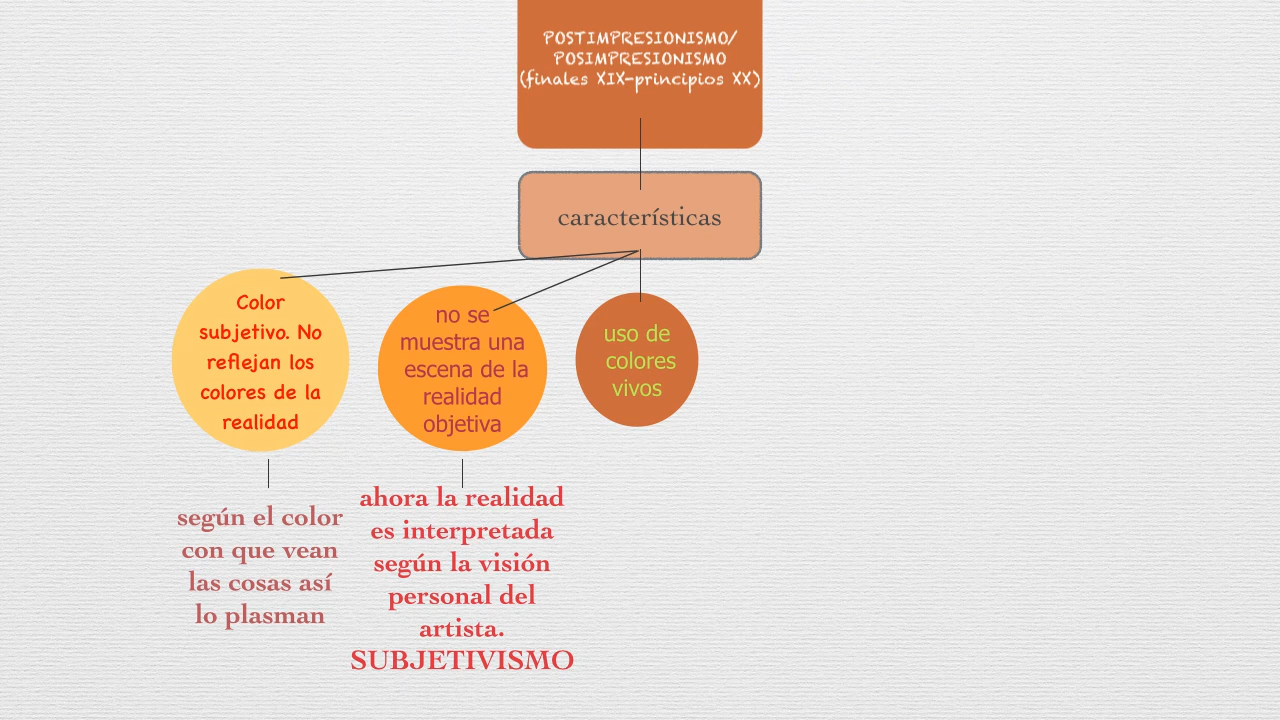 POSTIMPRESIONISMO/
POSIMPRESIONISMO
(finales XIX-principios XX)
características
Color
subjetivo. No
reflejan los
colores de la
realidad
no se
muestra una
escena de la
realidad
objetiva
uso de
colores
vivos
según el color
con que vean
las cosas así
lo plasman
ahora la realidad
es interpretada
según la visión
personal del
artista.
SUBJETIVISMO